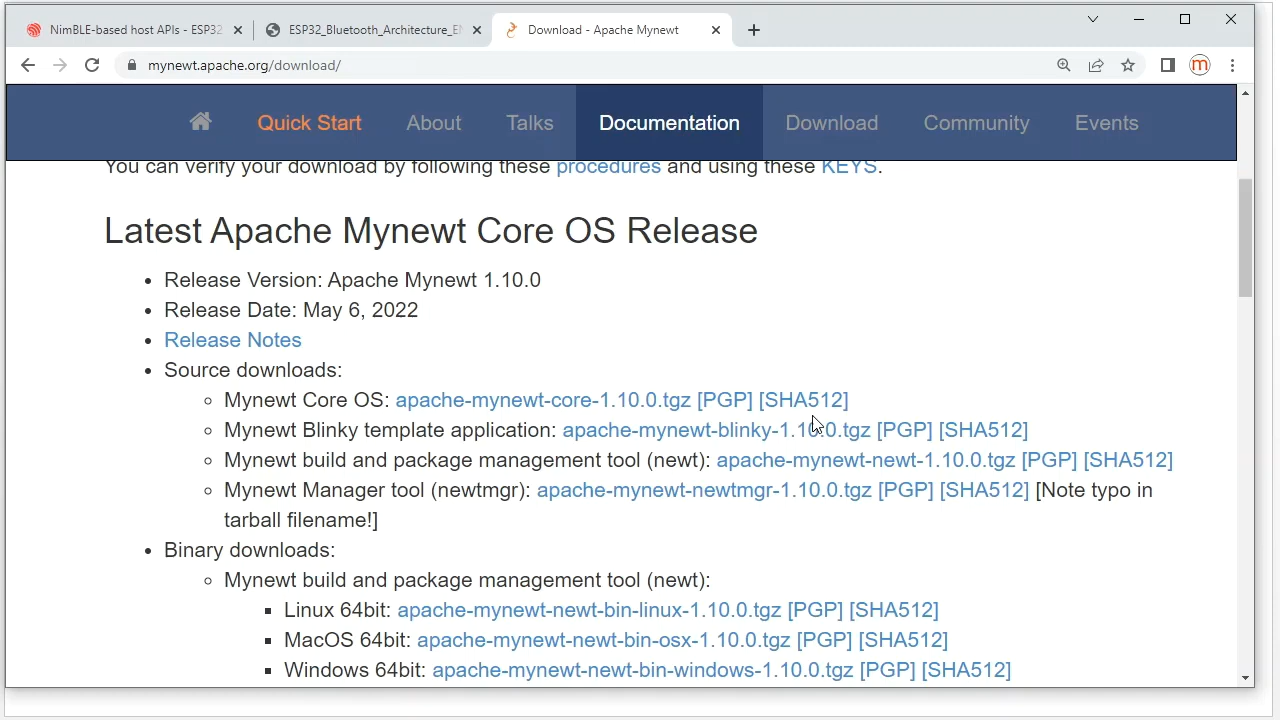 NimBLE-based host APIs - ESP32
ESP32_Bluetooth_Architecture_EN
Download - Apache Mynewt
mynewt.apache.org/download/
m
Quick Start About Talks Documentation Download Community Events
You can verify your download by following these procedures and using these KEYS.
Latest Apache Mynewt Core OS Release
• Release Version: Apache Mynewt 1.10.0
• Release Date: May 6, 2022
• Release Notes
• Source downloads:
Mynewt Core OS: apache-mynewt-core-1.10.0.tgz [PGP] [SHA512]
Mynewt Blinky template application: apache-mynewt-blinky-1.10.0.tgz [PGP] [SHA512]
Mynewt build and package management tool (newt): apache-mynewt-newt-1.10.0.tgz [PGP] [SHA512]
Mynewt Manager tool (newtmgr): apache-mynewt-newtmgr-1.10.0.tgz [PGP] [SHA512] [Note typo in
tarball filename!]
• Binary downloads:
Mynewt build and package management tool (newt):
Linux 64bit: apache-mynewt-newt-bin-linux-1.10.0.tgz [PGP] [SHA512]
MacOS 64bit: apache-mynewt-newt-bin-osx-1.10.0.tgz [PGP] [SHA512]
Windows 64bit: apache-mynewt-newt-bin-windows-1.10.0.tgz [PGP] [SHA512]